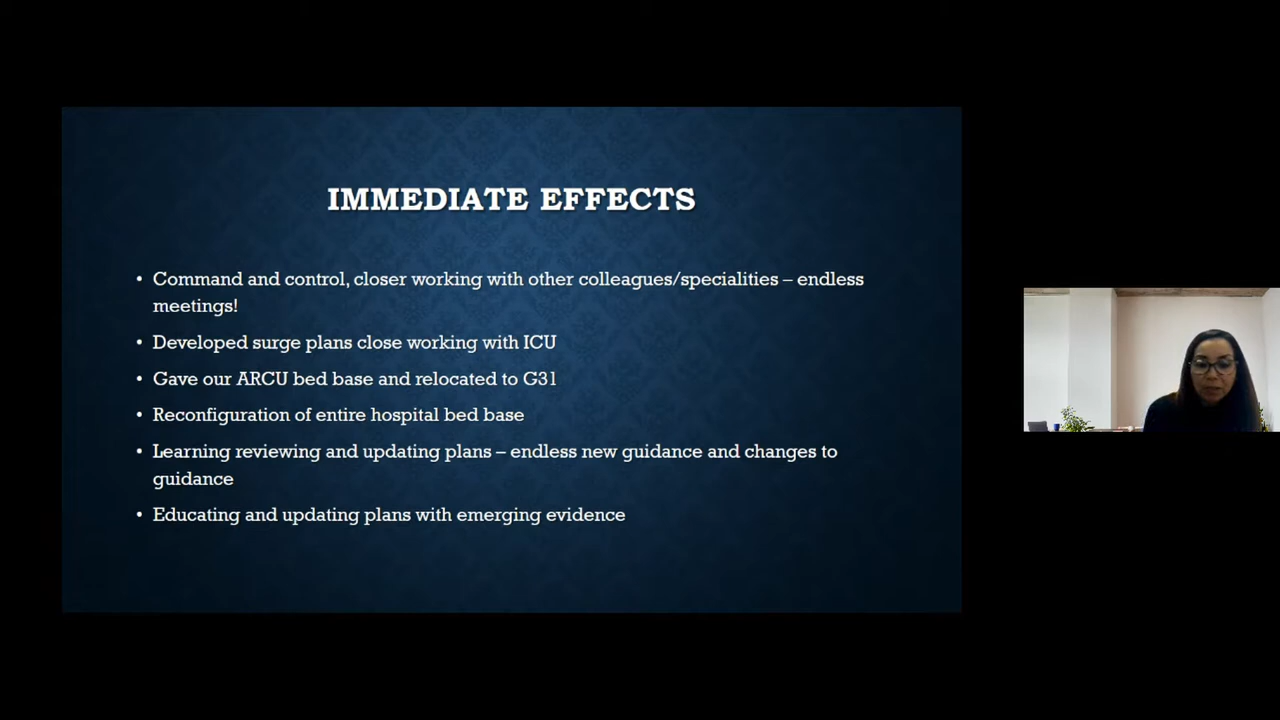 IMMEDIATE EFFECTS
• Command and control, closer working with other colleagues/specialities – endless
meetings!
• Developed surge plans close working with ICU
• Gave our ARCU bed base and relocated to G31
• Reconfiguration of entire hospital bed base
• Learning reviewing and updating plans – endless new guidance and changes to
guidance
• Educating and updating plans with emerging evidence